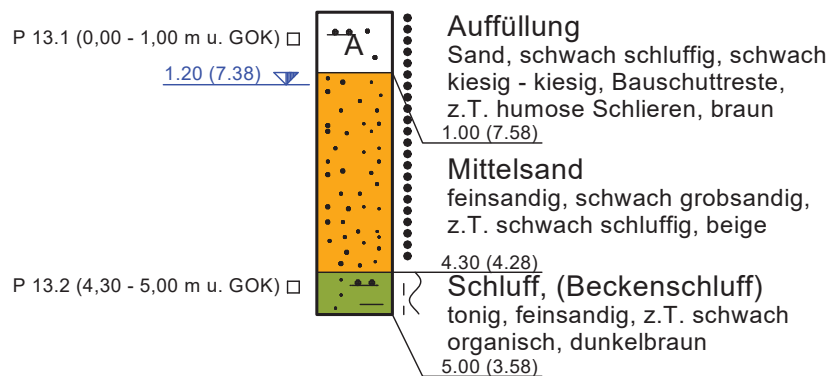 Auffüllung
P 13.1 (0,00 - 1,00 m u. GOK)
A
Sand, schwach schluffig, schwach
kiesig - kiesig, Bauschuttreste,
1.20 (7.38)
z.T. humose Schlieren, braun
1.00 (7.58)
Mittelsand
feinsandig, schwach grobsandig,
z.T. schwach schluffig, beige
4.30 (4.28)
P 13.2 (4,30 - 5,00 m u. GOK)
Schluff, (Beckenschluff)
tonig, feinsandig, z.T. schwach
organisch, dunkelbraun
5.00 (3.58)